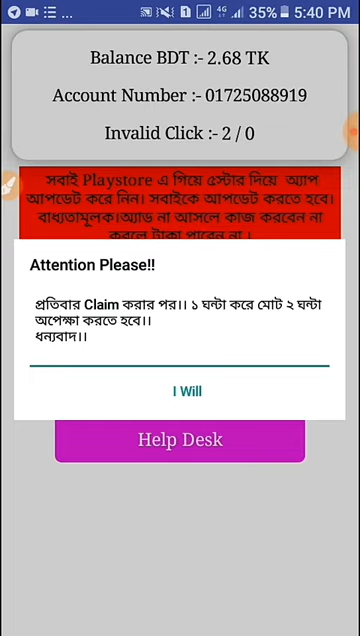 4G 35% 5:40 PM
Balance BDT :- 2.68 TK
Account Number :- 01725088919
Invalid Click :- 2 / 0
সবাই Playstore এ গিয়ে ৫স্টার দিয়ে অ্যাপ
আপডেট করে নিন। সবাইকে আপডেট করতে হবে।
বাধ্যতামূলক।অ্যাড না আসলে কাজ করবেন না
করলে টাকা পাবেন না ।
Attention Please!!
প্রতিবার Claim করার পর।। ১ ঘন্টা করে মোট ২ ঘন্টা
অপেক্ষা করতে হবে।।
ধন্যবাদ।।
I Will
Help Desk